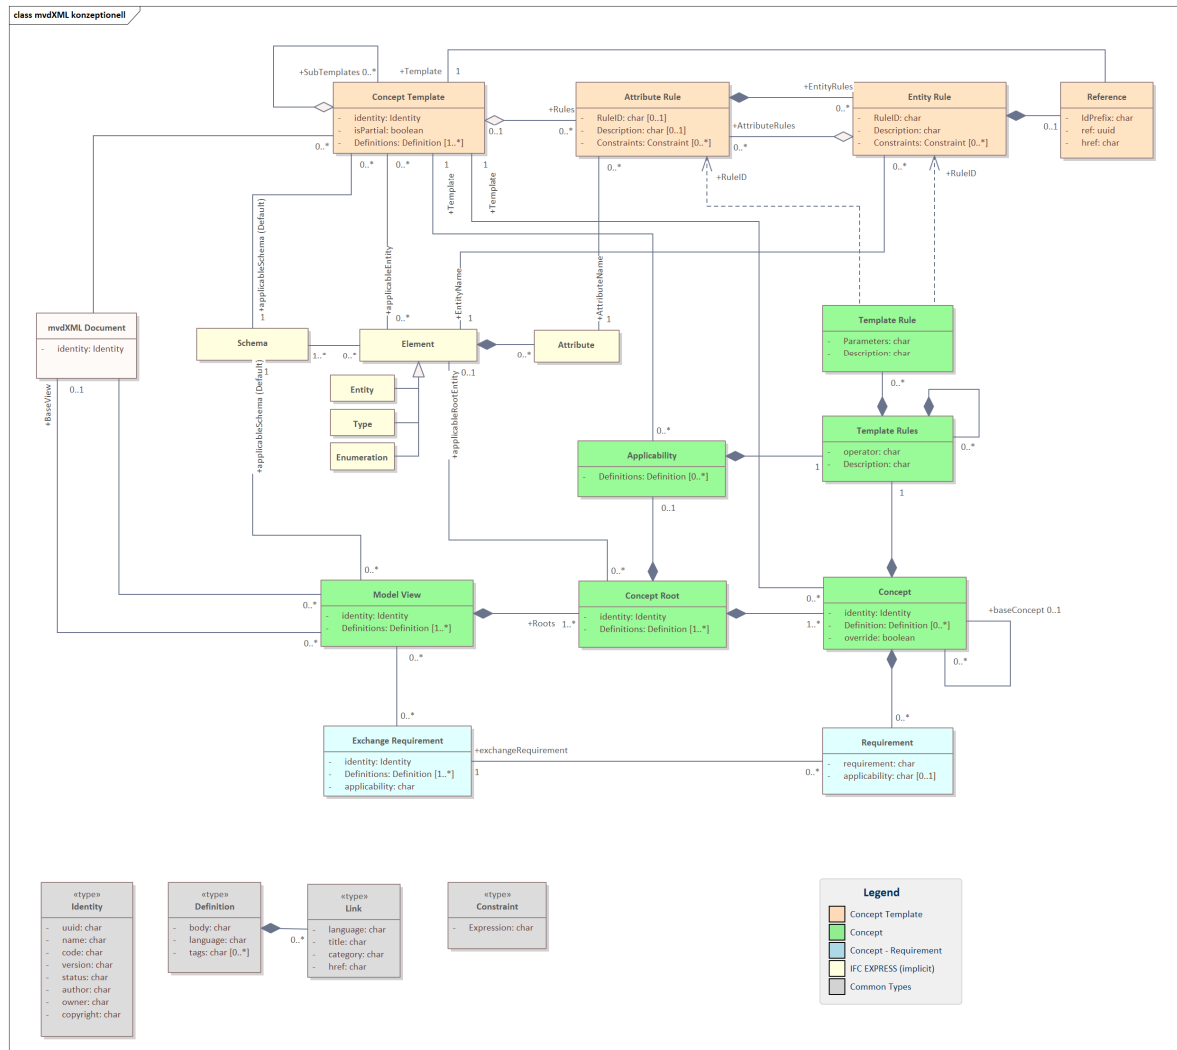 class mvdXML konzeptionell
+SubTemplates 0..*
+Template
1
Concept Template
- identity: Identity
- isPartial: boolean
- Definitions: Definition [1..*]
+Rules
0..1
0..*
Attribute Rule
- RuleID: char [0..1]
- Description: char [0..1]
- Constraints: Constraint [0..*]
+EntityRules
0..*
+AttributeRules
0..*
Entity Rule
- RuleID: char
- Description: char
- Constraints: Constraint [0..*]
0..1
Reference
- IdPrefix: char
- ref: uuid
- href: char
0..*
0..*
0..*
1
1
0..*
0..*
+RuleID
+RuleID
+Template
+Template
+applicableSchema (Default)
+applicableEntity
+EntityName
+AttributeName
1
0..*
1
1
mvdXML Document
- identity: Identity
0..1
+BaseView
Schema
1
1..*
0..*
Element
0..1
0..*
Attribute
Entity
Type
Enumeration
+applicableSchema (Default)
+applicableRootEntity
Template Rule
- Parameters: char
- Description: char
0..*
Template Rules
- operator: char
- Description: char
0..*
1
1
0..*
Applicability
- Definitions: Definition [0..*]
0..1
0..*
0..*
0..*
0..*
Model View
- identity: Identity
- Definitions: Definition [1..*]
+Roots
1..*
Concept Root
- identity: Identity
- Definitions: Definition [1..*]
0..*
1..*
Concept
- identity: Identity
- Definition: Definition [0..*]
- override: boolean
+baseConcept 0..1
0..*
0..*
0..*
0..*
Exchange Requirement
- identity: Identity
- Definitions: Definition [1..*]
- applicability: char
+exchangeRequirement
1
0..*
Requirement
- requirement: char
- applicability: char [0..1]
«type»
Identity
- uuid: char
- name: char
- code: char
- version: char
- status: char
- author: char
- owner: char
- copyright: char
«type»
Definition
- body: char
- language: char
- tags: char [0..*]
0..*
«type»
Link
- language: char
- title: char
- category: char
- href: char
«type»
Constraint
- Expression: char
Legend
Concept Template
Concept
Concept - Requirement
IFC EXPRESS (implicit)
Common Types